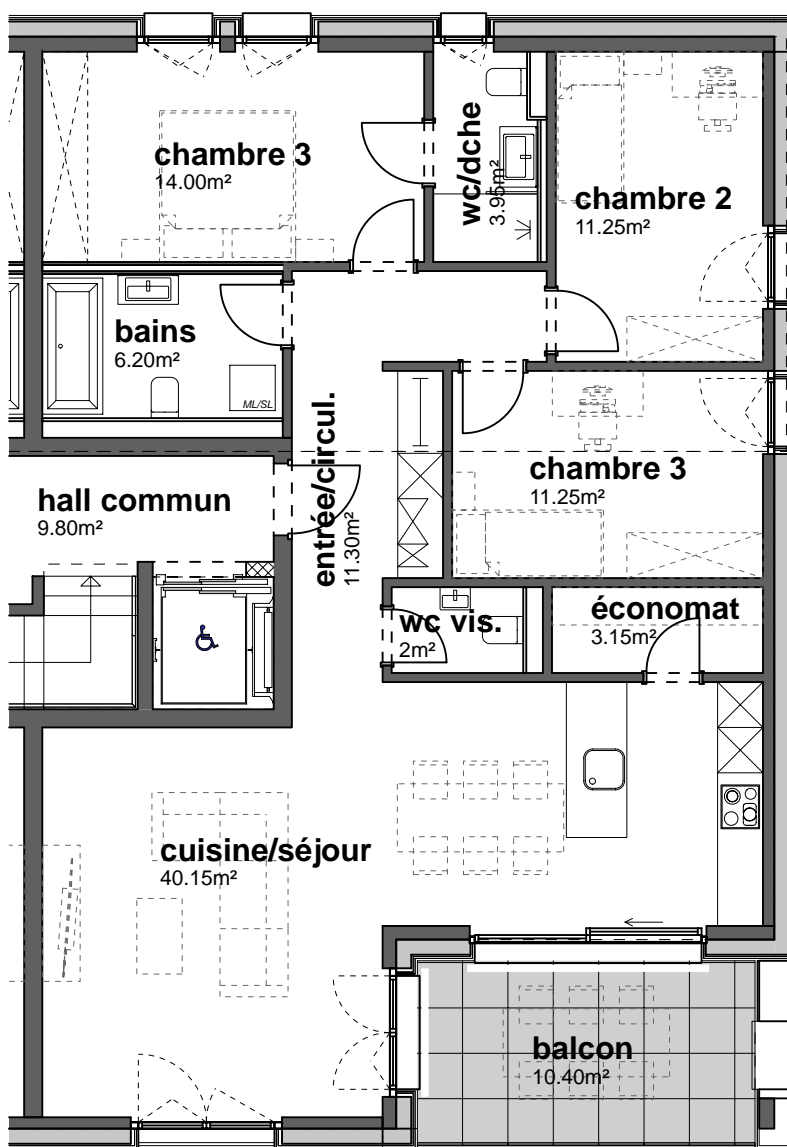 chambre 3
14.00m²
wc/dche
3.95m²
chambre 2
11.25m²
bains
6.20m²
ML/SL
entrée/circul.
11.30m²
chambre 3
11.25m²
hall commun
9.80m²
wc vis.
2m²
économat
3.15m²
cuisine/séjour
40.15m²
balcon
10.40m²